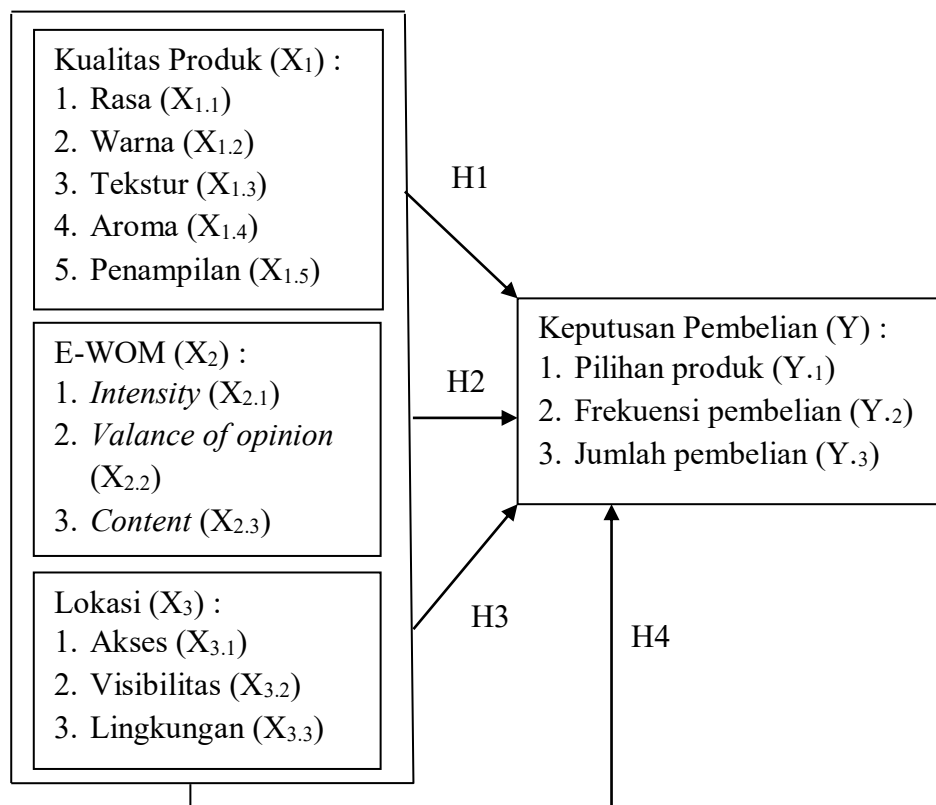 Kualitas Produk (X₁) :
1. Rasa (X₁.₁)
2. Warna (X₁.₂)
3. Tekstur (X₁.₃)
4. Aroma (X₁.₄)
5. Penampilan (X₁.₅)
E-WOM (X₂) :
1. Intensity (X₂.₁)
2. Valance of opinion
(X₂.₂)
3. Content (X₂.₃)
Lokasi (X₃) :
1. Akses (X₃.₁)
2. Visibilitas (X₃.₂)
3. Lingkungan (X₃.₃)
H1
H2
H3
H4
Keputusan Pembelian (Y) :
1. Pilihan produk (Y.₁)
2. Frekuensi pembelian (Y.₂)
3. Jumlah pembelian (Y.₃)